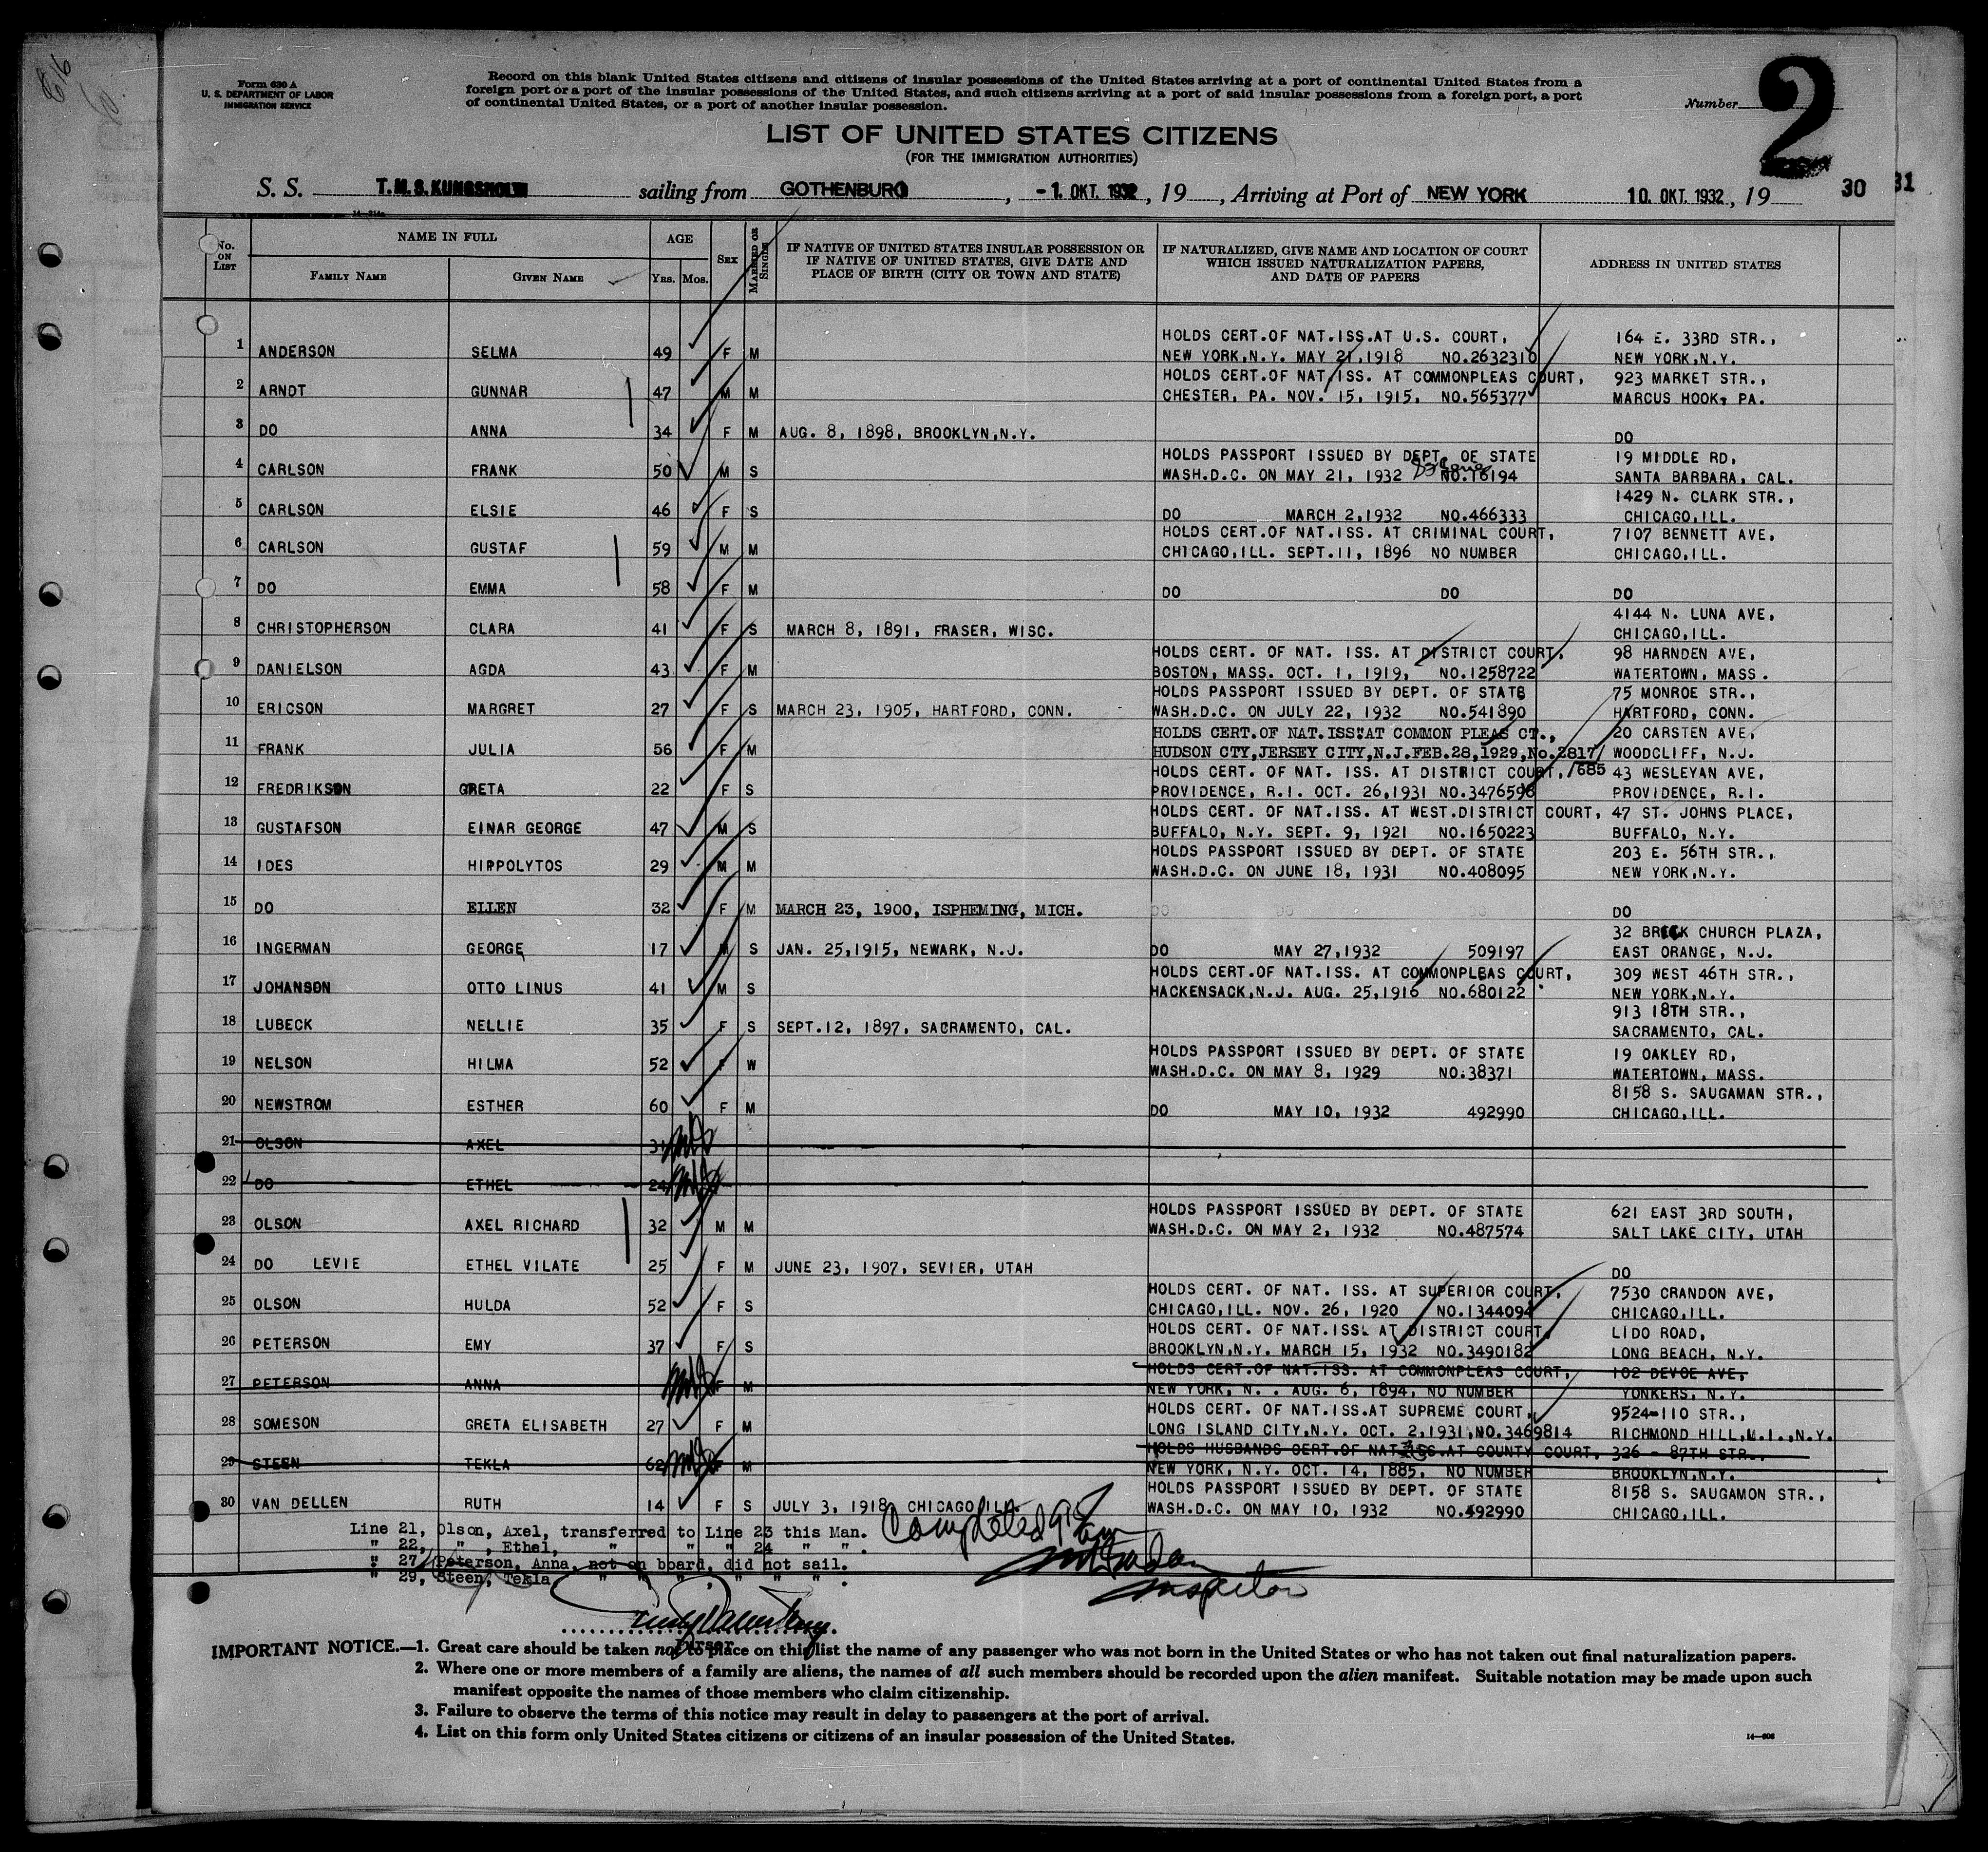 Form 630 A
U. S. DEPARTMENT OF LABOR
IMMIGRATION SERVICE
Record on this blank United States citizens and citizens of insular possessions of the United States arriving at a port of continental United States from a
foreign port or a port of the insular possessions of the United States, and such citizens arriving at a port of said insular possessions from a foreign port, a port
of continental United States, or a port of another insular possession.
Number 2
LIST OF UNITED STATES CITIZENS
(FOR THE IMMIGRATION AUTHORITIES)
S. S. T.M.S. KUNGSHOLM sailing from GOTHENBURG, -1. OKT. 1932, 19 , Arriving at Port of NEW YORK 10. OKT. 1932, 19 30 31
No. ON LIST
NAME IN FULL
FAMILY NAME GIVEN NAME
AGE
YRS. MOS.
SEX
MARRIED OR SINGLE
IF NATIVE OF UNITED STATES INSULAR POSSESSION OR
IF NATIVE OF UNITED STATES, GIVE DATE AND
PLACE OF BIRTH (CITY OR TOWN AND STATE)
IF NATURALIZED, GIVE NAME AND LOCATION OF COURT
WHICH ISSUED NATURALIZATION PAPERS,
AND DATE OF PAPERS
ADDRESS IN UNITED STATES
HOLDS CERT.OF NAT.ISS.AT U.S. COURT, 164 E. 33RD STR.,
1 ANDERSON SELMA 49 F M NEW YORK,N.Y. MAY 21,1918 NO.2632310 NEW YORK,N.Y.
HOLDS CERT.OF NAT.ISS. AT COMMONPLEAS COURT, 923 MARKET STR.,
2 ARNDT GUNNAR 47 M M CHESTER, PA. NOV. 15, 1915, NO.565377 MARCUS HOOK, PA.
3 DO ANNA 34 F M AUG. 8, 1898, BROOKLYN,N.Y. DO
HOLDS PASSPORT ISSUED BY DEPT. OF STATE 19 MIDDLE RD,
4 CARLSON FRANK 50 M S WASH.D.C. ON MAY 21, 1932 NO.16194 SANTA BARBARA, CAL.
1429 N. CLARK STR.,
5 CARLSON ELSIE 46 F S DO MARCH 2,1932 NO.466333 CHICAGO,ILL.
HOLDS CERT.OF NAT.ISS. AT CRIMINAL COURT, 7107 BENNETT AVE,
6 CARLSON GUSTAF 59 M M CHICAGO,ILL. SEPT.11, 1896 NO NUMBER CHICAGO,ILL.
7 DO EMMA 58 F M DO DO DO
4144 N. LUNA AVE,
8 CHRISTOPHERSON CLARA 41 F S MARCH 8, 1891, FRASER, WISC. CHICAGO,ILL.
HOLDS CERT. OF NAT. ISS. AT DISTRICT COURT, 98 HARNDEN AVE,
9 DANIELSON AGDA 43 F M BOSTON, MASS. OCT. 1, 1919, NO.1258722 WATERTOWN, MASS.
HOLDS PASSPORT ISSUED BY DEPT. OF STATE 75 MONROE STR.,
10 ERICSON MARGRET 27 F S MARCH 23, 1905, HARTFORD, CONN. WASH.D.C. ON JULY 22, 1932 NO.541890 HARTFORD, CONN.
HOLDS CERT.OF NAT.ISS.AT COMMON PLEAS CT., 20 CARSTEN AVE,
11 FRANK JULIA 56 F M HUDSON CTY,JERSEY CITY,N.J.FEB.28,1929,No.2817/ WOODCLIFF, N.J.
HOLDS CERT. OF NAT. ISS. AT DISTRICT COURT, /685 43 WESLEYAN AVE,
12 FREDRIKSON GRETA 22 F S PROVIDENCE, R.I. OCT. 26,1931 NO.3476596 PROVIDENCE, R.I.
HOLDS CERT. OF NAT.ISS. AT WEST.DISTRICT COURT, 47 ST. JOHNS PLACE,
13 GUSTAFSON EINAR GEORGE 47 M S BUFFALO, N.Y. SEPT. 9, 1921 NO.1650223 BUFFALO, N.Y.
HOLDS PASSPORT ISSUED BY DEPT. OF STATE 203 E. 56TH STR.,
14 IDES HIPPOLYTOS 29 M M WASH.D.C. ON JUNE 18, 1931 NO.408095 NEW YORK,N.Y.
15 DO ELLEN 32 F M MARCH 23, 1900, ISPHEMING, MICH. DO DO DO DO
32 BRICK CHURCH PLAZA,
16 INGERMAN GEORGE 17 M S JAN. 25,1915, NEWARK, N.J. DO MAY 27,1932 509197 EAST ORANGE, N.J.
HOLDS CERT.OF NAT.ISS. AT COMMONPLEAS COURT, 309 WEST 46TH STR.,
17 JOHANSON OTTO LINUS 41 M S HACKENSACK,N.J. AUG. 25,1916 NO.680122 NEW YORK,N.Y.
913 18TH STR.,
18 LUBECK NELLIE 35 F S SEPT.12, 1897, SACRAMENTO, CAL. SACRAMENTO, CAL.
HOLDS PASSPORT ISSUED BY DEPT. OF STATE 19 OAKLEY RD,
19 NELSON HILMA 52 F W WASH.D.C. ON MAY 8, 1929 NO.38371 WATERTOWN, MASS.
8158 S. SAUGAMAN STR.,
20 NEWSTROM ESTHER 60 F M DO MAY 10, 1932 492990 CHICAGO,ILL.
21 OLSON AXEL 31
22 DO ETHEL 24
HOLDS PASSPORT ISSUED BY DEPT. OF STATE 621 EAST 3RD SOUTH,
23 OLSON AXEL RICHARD 32 M M WASH.D.C. ON MAY 2, 1932 NO.487574 SALT LAKE CITY, UTAH
24 DO LEVIE ETHEL VILATE 25 F M JUNE 23, 1907, SEVIER, UTAH DO
HOLDS CERT. OF NAT. ISS. AT SUPERIOR COURT, 7530 CRANDON AVE,
25 OLSON HULDA 52 F S CHICAGO,ILL. NOV. 26, 1920 NO.1344094 CHICAGO,ILL.
HOLDS CERT. OF NAT.ISS. AT DISTRICT COURT, LIDO ROAD,
26 PETERSON EMY 37 F S BROOKLYN,N.Y. MARCH 15, 1932 NO.3490182 LONG BEACH, N.Y.
HOLDS CERT.OF NAT.ISS. AT COMMONPLEAS COURT, 102 DEVOE AVE,
27 PETERSON ANNA F M NEW YORK, N. . AUG. 6, 1894, NO NUMBER YONKERS, N.Y.
HOLDS CERT. OF NAT.ISS.AT SUPREME COURT, 9524-110 STR.,
28 SOMESON GRETA ELISABETH 27 F M LONG ISLAND CITY,N.Y. OCT. 2,1931,NO.3469814 RICHMOND HILL,L.I.,N.Y.
HOLDS HUSBANDS CERT.OF NAT.ISS.AT COUNTY COURT, 326 - 87TH STR.,
29 STEEN TEKLA 62 F M NEW YORK, N.Y. OCT. 14, 1885, NO NUMBER BROOKLYN,N.Y.
HOLDS PASSPORT ISSUED BY DEPT. OF STATE 8158 S. SAUGAMON STR.,
30 VAN DELLEN RUTH 14 F S JULY 3, 1918, CHICAGO,ILL. WASH.D.C. ON MAY 10, 1932 NO.492990 CHICAGO,ILL.
Line 21, Olson, Axel, transferred to Line 23 this Man. Completed
" 22, " , Ethel, " " " 24 " " .
" 27, Peterson, Anna, not on board, did not sail.
" 29, Steen, Tekla " " " , " " " .
Inspector
Purser
IMPORTANT NOTICE.—1. Great care should be taken not to place on this list the name of any passenger who was not born in the United States or who has not taken out final naturalization papers.
2. Where one or more members of a family are aliens, the names of all such members should be recorded upon the alien manifest. Suitable notation may be made upon such
manifest opposite the names of those members who claim citizenship.
3. Failure to observe the terms of this notice may result in delay to passengers at the port of arrival.
4. List on this form only United States citizens or citizens of an insular possession of the United States.